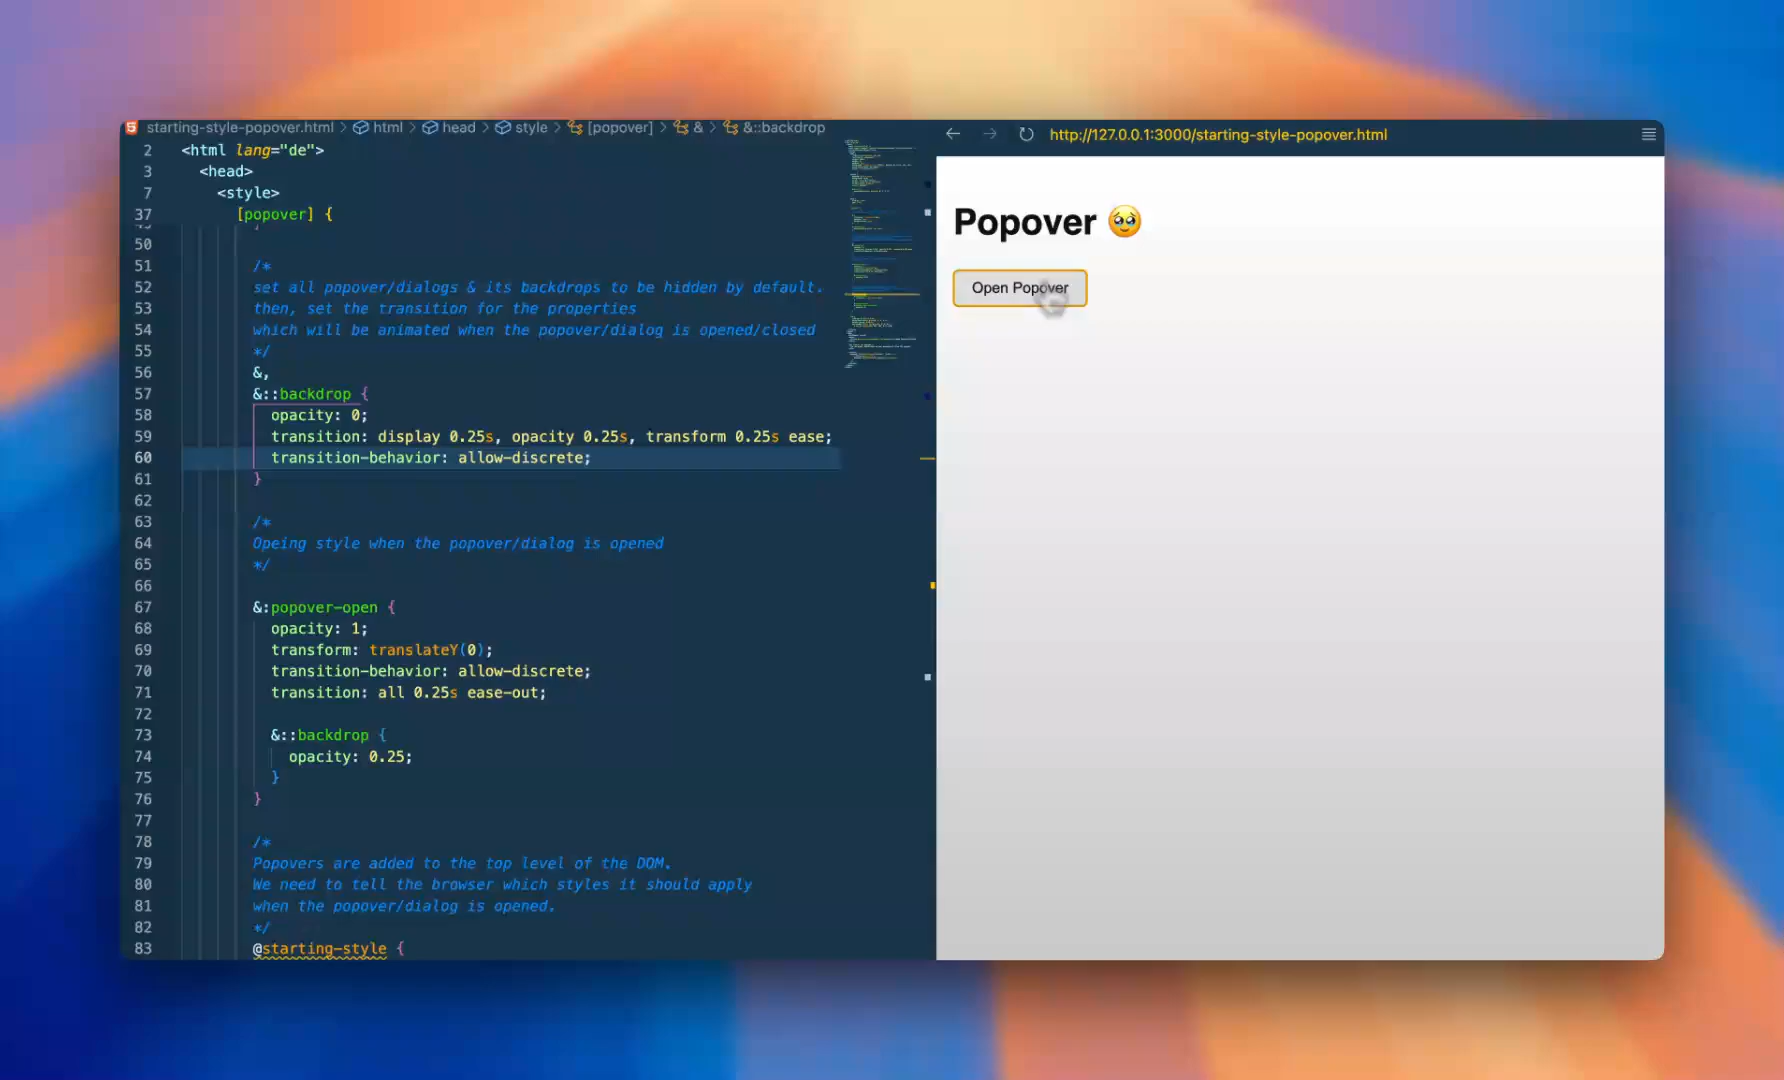 starting-style-popover.html > html > head > style > [popover] > & > &::backdrop
2 <html lang="de">
3 <head>
7 <style>
37 [popover] {
50
51 /*
52 set all popover/dialogs & its backdrops to be hidden by default.
53 then, set the transition for the properties
54 which will be animated when the popover/dialog is opened/closed
55 */
56 &,
57 &::backdrop {
58 opacity: 0;
59 transition: display 0.25s, opacity 0.25s, transform 0.25s ease;
60 transition-behavior: allow-discrete;
61 }
62
63 /*
64 Opeing style when the popover/dialog is opened
65 */
66
67 &:popover-open {
68 opacity: 1;
69 transform: translateY(0);
70 transition-behavior: allow-discrete;
71 transition: all 0.25s ease-out;
72
73 &::backdrop {
74 opacity: 0.25;
75 }
76 }
77
78 /*
79 Popovers are added to the top level of the DOM.
80 We need to tell the browser which styles it should apply
81 when the popover/dialog is opened.
82 */
83 @starting-style {
http://127.0.0.1:3000/starting-style-popover.html
Popover 🥹
Open Popover